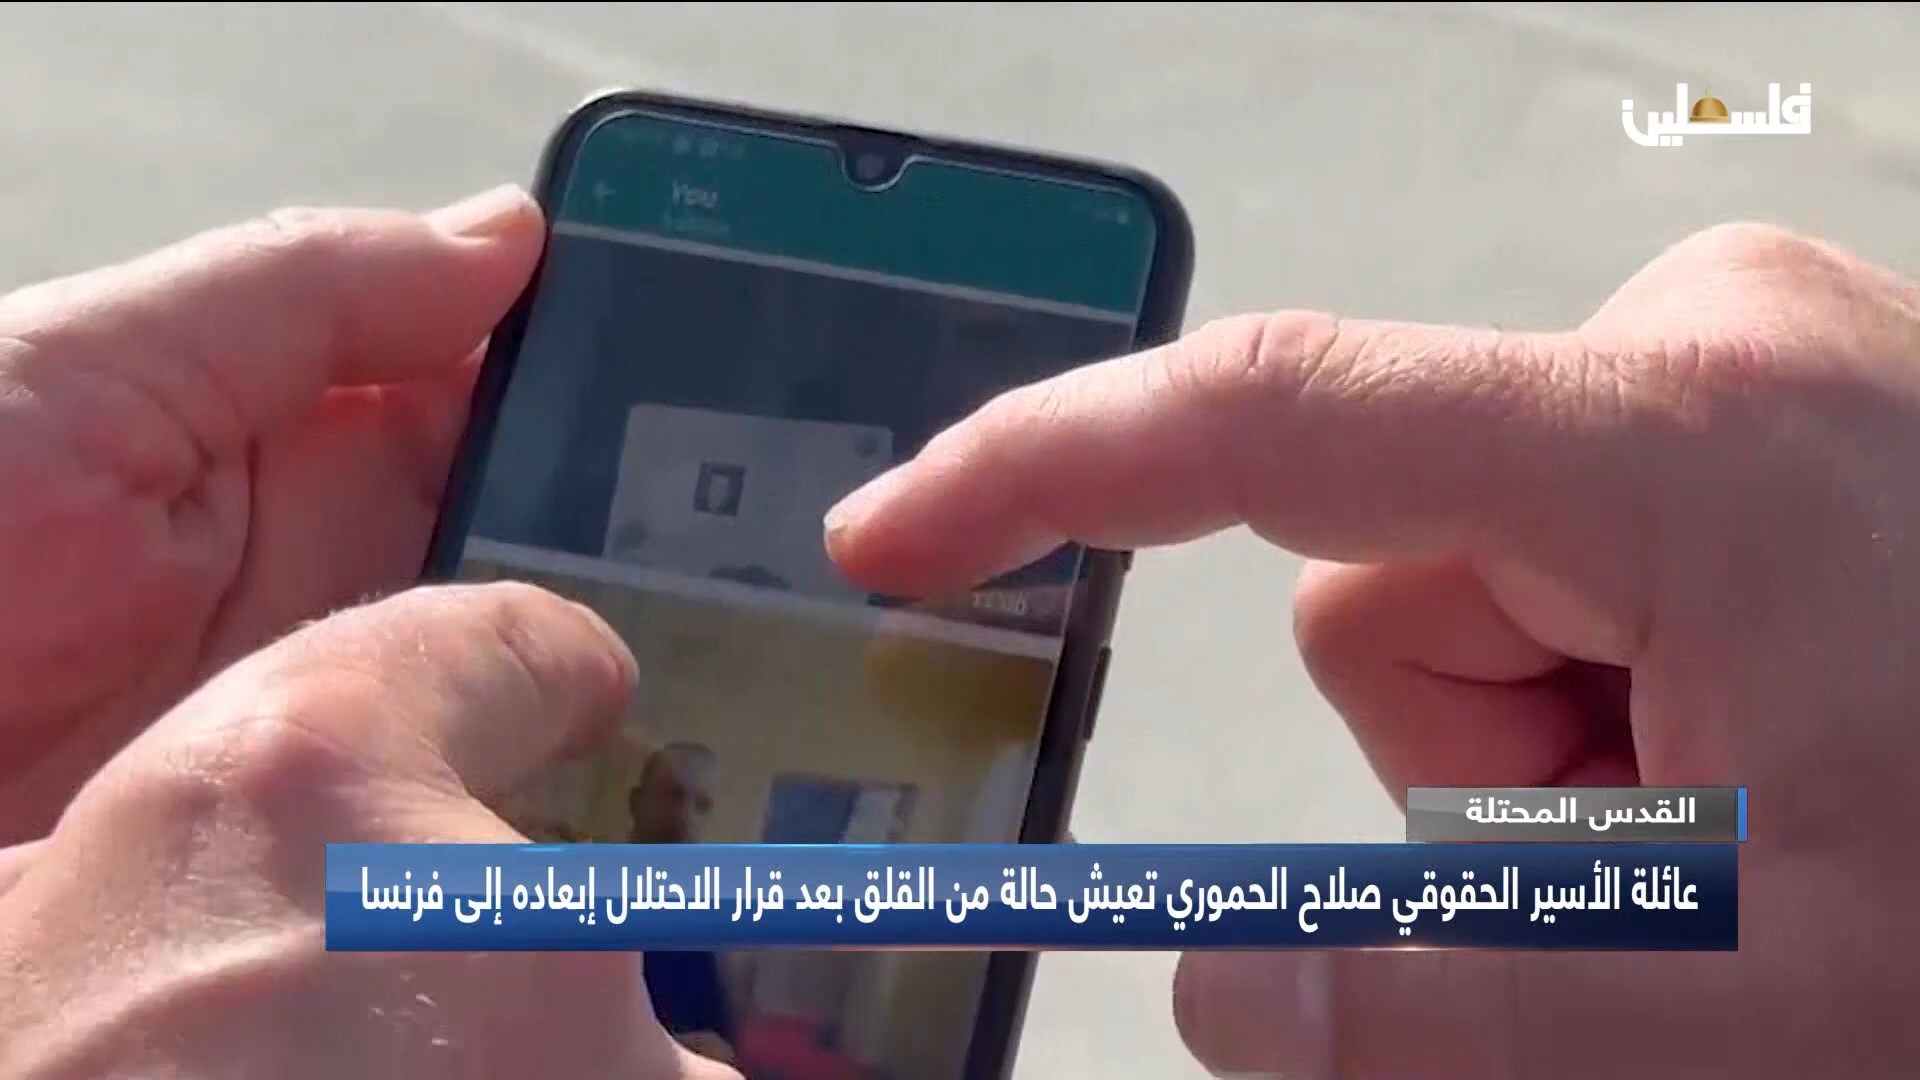 فلسطين
You
القدس المحتلة
عائلة الأسير الحقوقي صلاح الحموري تعيش حالة من القلق بعد قرار الاحتلال إبعاده إلى فرنسا